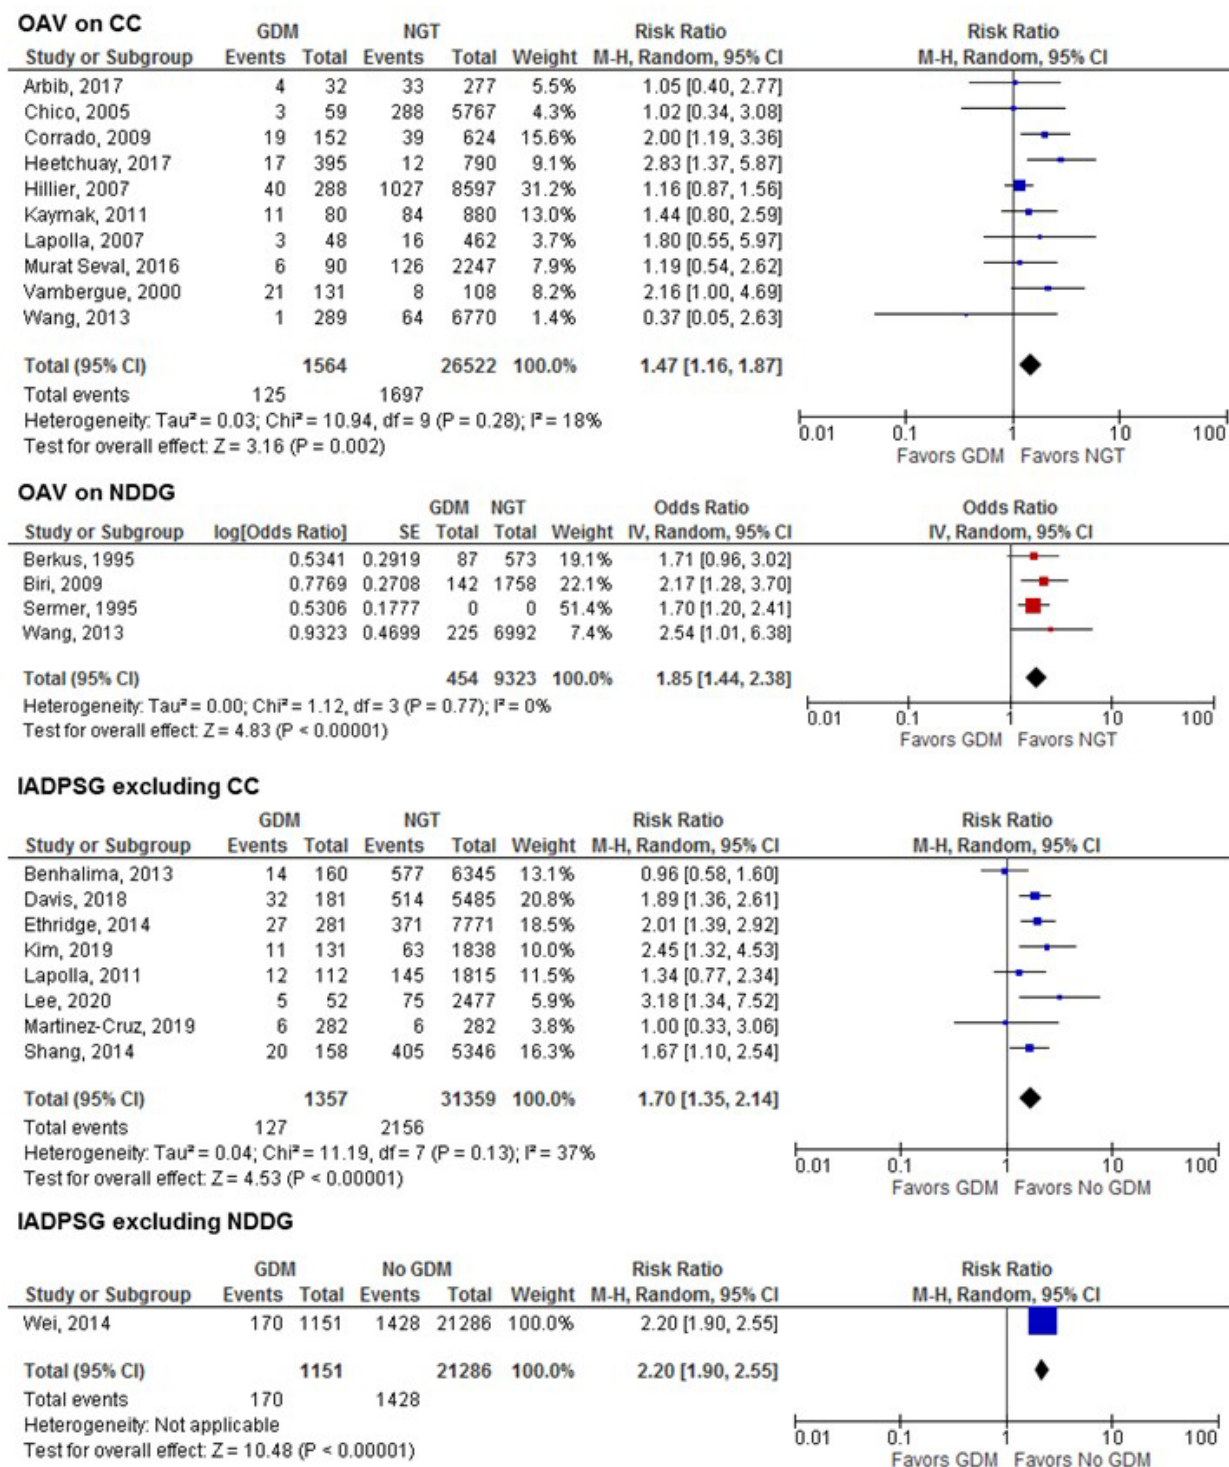 OAV on CC
GDM NGT Risk Ratio Risk Ratio
Study or Subgroup Events Total Events Total Weight M-H, Random, 95% CI M-H, Random, 95% CI
Arbib, 2017 4 32 33 277 5.5% 1.05 [0.40, 2.77]
Chico, 2005 3 59 288 5767 4.3% 1.02 [0.34, 3.08]
Corrado, 2009 19 152 39 624 15.6% 2.00 [1.19, 3.36]
Heetchuay, 2017 17 395 12 790 9.1% 2.83 [1.37, 5.87]
Hillier, 2007 40 288 1027 8597 31.2% 1.16 [0.87, 1.56]
Kaymak, 2011 11 80 84 880 13.0% 1.44 [0.80, 2.59]
Lapolla, 2007 3 48 16 462 3.7% 1.80 [0.55, 5.97]
Murat Seval, 2016 6 90 126 2247 7.9% 1.19 [0.54, 2.62]
Vambergue, 2000 21 131 8 108 8.2% 2.16 [1.00, 4.69]
Wang, 2013 1 289 64 6770 1.4% 0.37 [0.05, 2.63]
Total (95% CI) 1564 26522 100.0% 1.47 [1.16, 1.87]
Total events 125 1697
Heterogeneity: Tau² = 0.03; Chi² = 10.94, df = 9 (P = 0.28); I² = 18%
Test for overall effect: Z = 3.16 (P = 0.002)
0.01 0.1 1 10 100
Favors GDM Favors NGT
OAV on NDDG
GDM NGT Odds Ratio Odds Ratio
Study or Subgroup log[Odds Ratio] SE Total Total Weight IV, Random, 95% CI IV, Random, 95% CI
Berkus, 1995 0.5341 0.2919 87 573 19.1% 1.71 [0.96, 3.02]
Biri, 2009 0.7769 0.2708 142 1758 22.1% 2.17 [1.28, 3.70]
Sermer, 1995 0.5306 0.1777 0 0 51.4% 1.70 [1.20, 2.41]
Wang, 2013 0.9323 0.4699 225 6992 7.4% 2.54 [1.01, 6.38]
Total (95% CI) 454 9323 100.0% 1.85 [1.44, 2.38]
Heterogeneity: Tau² = 0.00; Chi² = 1.12, df = 3 (P = 0.77); I² = 0%
Test for overall effect: Z = 4.83 (P < 0.00001)
0.01 0.1 1 10 100
Favors GDM Favors NGT
IADPSG excluding CC
GDM NGT Risk Ratio Risk Ratio
Study or Subgroup Events Total Events Total Weight M-H, Random, 95% CI M-H, Random, 95% CI
Benhalima, 2013 14 160 577 6345 13.1% 0.96 [0.58, 1.60]
Davis, 2018 32 181 514 5485 20.8% 1.89 [1.36, 2.61]
Ethridge, 2014 27 281 371 7771 18.5% 2.01 [1.39, 2.92]
Kim, 2019 11 131 63 1838 10.0% 2.45 [1.32, 4.53]
Lapolla, 2011 12 112 145 1815 11.5% 1.34 [0.77, 2.34]
Lee, 2020 5 52 75 2477 5.9% 3.18 [1.34, 7.52]
Martinez-Cruz, 2019 6 282 6 282 3.8% 1.00 [0.33, 3.06]
Shang, 2014 20 158 405 5346 16.3% 1.67 [1.10, 2.54]
Total (95% CI) 1357 31359 100.0% 1.70 [1.35, 2.14]
Total events 127 2156
Heterogeneity: Tau² = 0.04; Chi² = 11.19, df = 7 (P = 0.13); I² = 37%
Test for overall effect: Z = 4.53 (P < 0.00001)
0.01 0.1 1 10 100
Favors GDM Favors No GDM
IADPSG excluding NDDG
GDM No GDM Risk Ratio Risk Ratio
Study or Subgroup Events Total Events Total Weight M-H, Random, 95% CI M-H, Random, 95% CI
Wei, 2014 170 1151 1428 21286 100.0% 2.20 [1.90, 2.55]
Total (95% CI) 1151 21286 100.0% 2.20 [1.90, 2.55]
Total events 170 1428
Heterogeneity: Not applicable
Test for overall effect: Z = 10.48 (P < 0.00001)
0.01 0.1 1 10 100
Favors GDM Favors No GDM